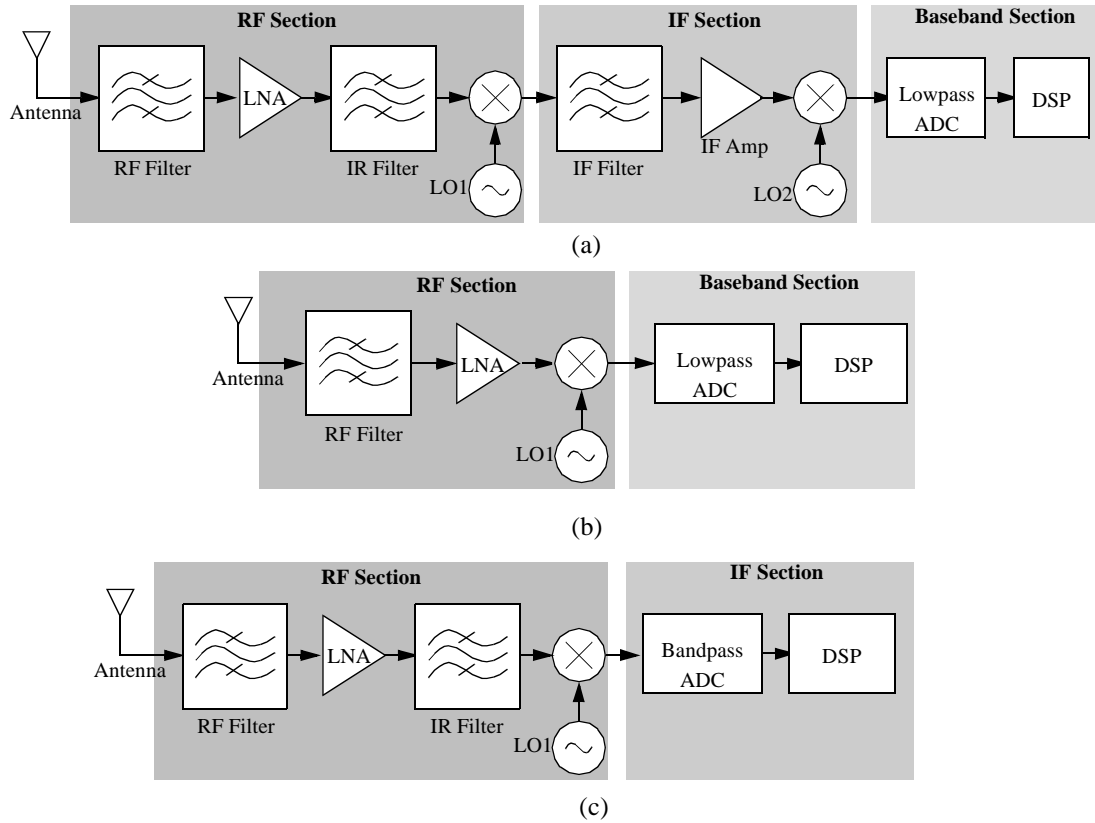 RF Section
IF Section
Baseband Section
Antenna
LNA
RF Filter
IR Filter
LO1
IF Filter
IF Amp
LO2
Lowpass
ADC
DSP
(a)
RF Section
Baseband Section
Antenna
LNA
RF Filter
LO1
Lowpass
ADC
DSP
(b)
RF Section
IF Section
Antenna
LNA
RF Filter
IR Filter
LO1
Bandpass
ADC
DSP
(c)